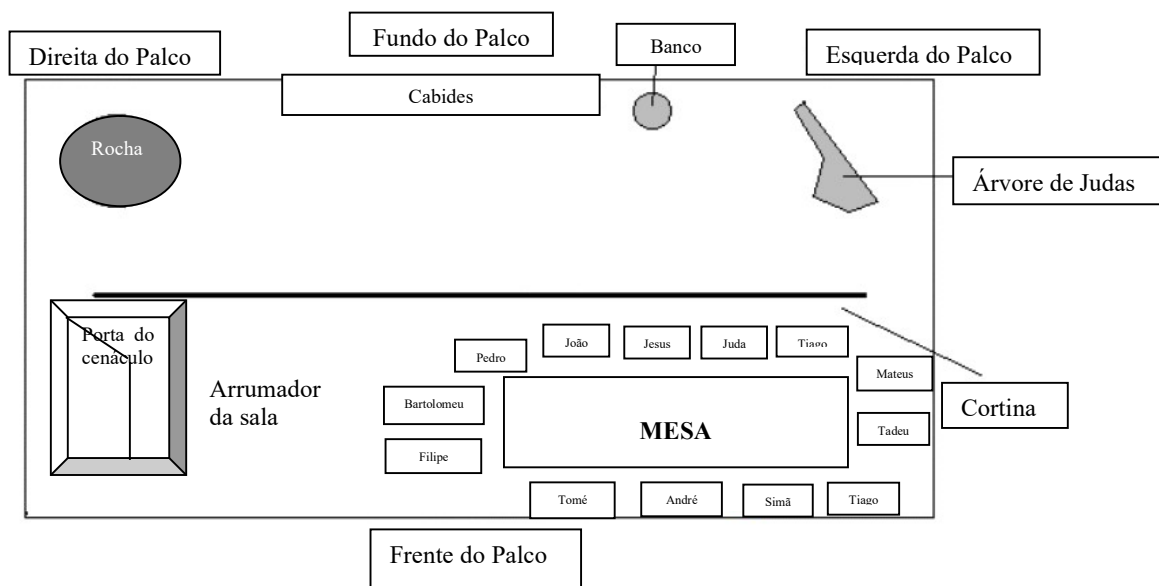 Fundo do Palco
Banco
Direita do Palco
Esquerda do Palco
Cabides
Rocha
Árvore de Judas
Porta do
cenáculo
João
Jesus
Juda
Tiago
Pedro
Mateus
Arrumador
da sala
Bartolomeu
Cortina
MESA
Tadeu
Filipe
Tomé
André
Simã
Tiago
Frente do Palco